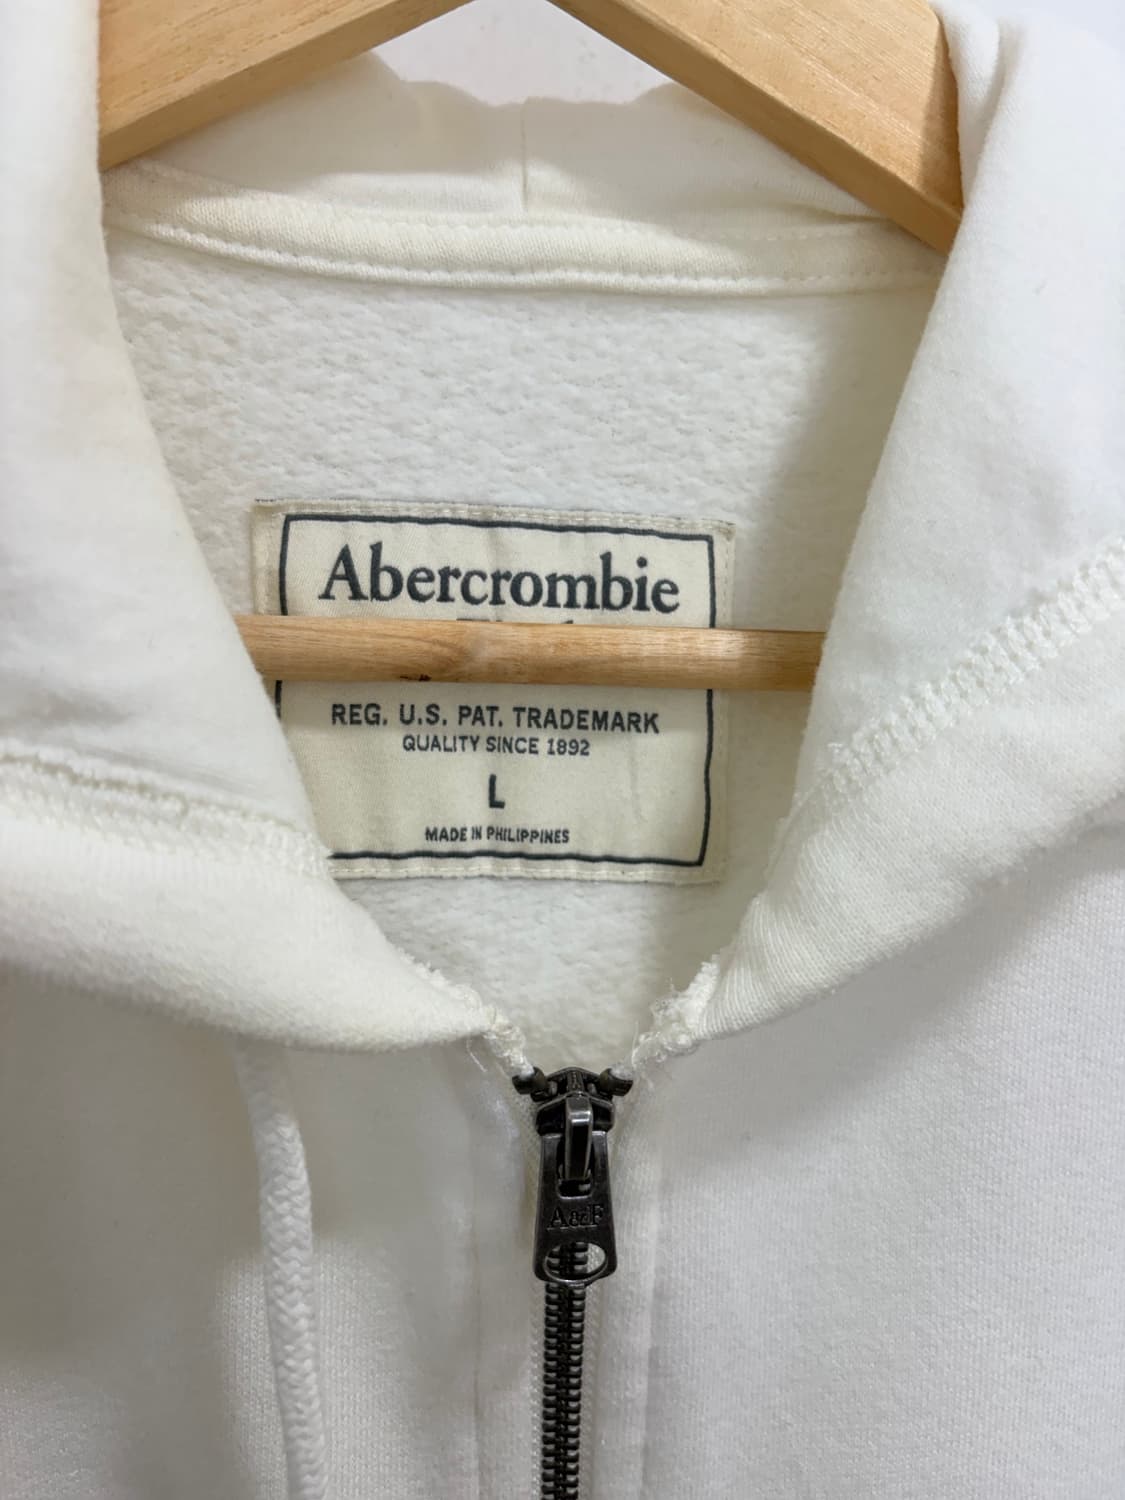 Abercrombie
REG. U.S. PAT. TRADEMARK
QUALITY SINCE 1892
L
MADE IN PHILIPPINES
A&F